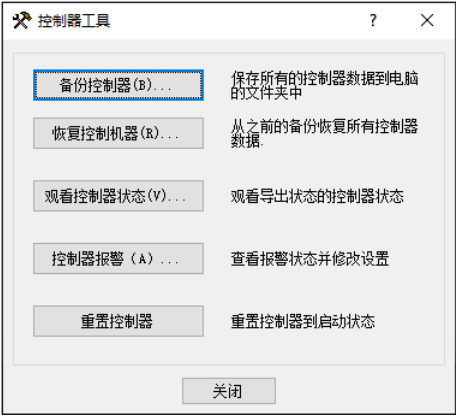 控制器工具
?
备份控制器(B)...
保存所有的控制器数据到电脑
的文件夹中
恢复控制机器(R)...
从之前的备份恢复所有控制器
数据.
观看控制器状态(V)...
观看导出状态的控制器状态
控制器报警 (A) ...
查看报警状态并修改设置
重置控制器
重置控制器到启动状态
关闭